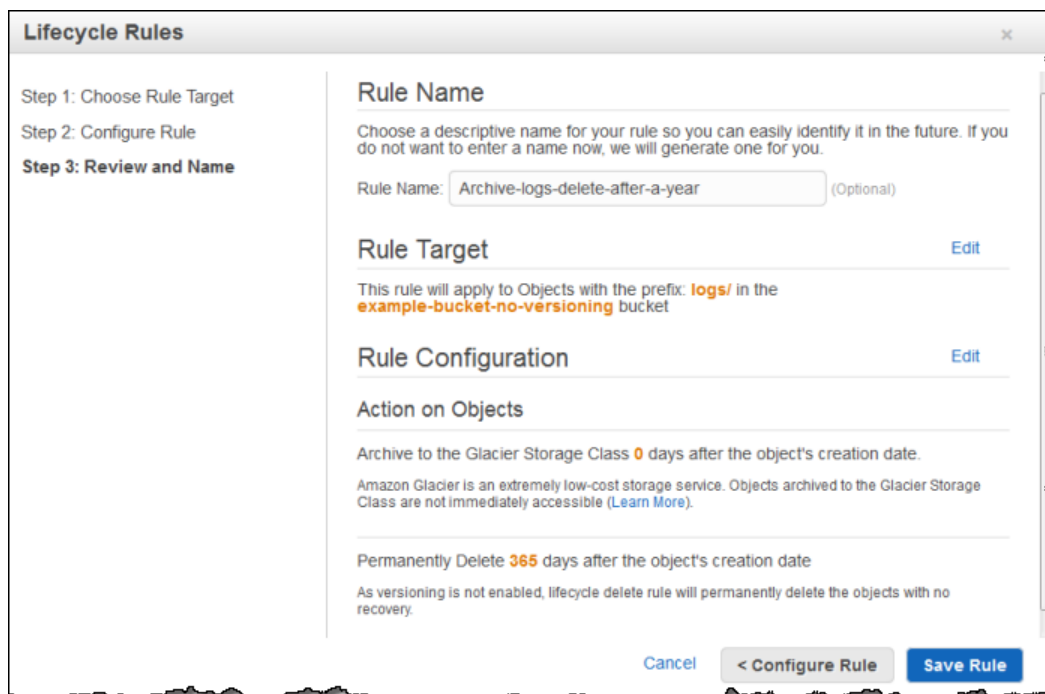 Lifecycle Rules
×
Step 1: Choose Rule Target
Step 2: Configure Rule
Step 3: Review and Name
Rule Name
Choose a descriptive name for your rule so you can easily identify it in the future. If you
do not want to enter a name now, we will generate one for you.
Rule Name: Archive-logs-delete-after-a-year (Optional)
Rule Target Edit
This rule will apply to Objects with the prefix: logs/ in the
example-bucket-no-versioning bucket
Rule Configuration Edit
Action on Objects
Archive to the Glacier Storage Class 0 days after the object's creation date.
Amazon Glacier is an extremely low-cost storage service. Objects archived to the Glacier Storage
Class are not immediately accessible (Learn More).
Permanently Delete 365 days after the object's creation date
As versioning is not enabled, lifecycle delete rule will permanently delete the objects with no
recovery.
Cancel < Configure Rule Save Rule